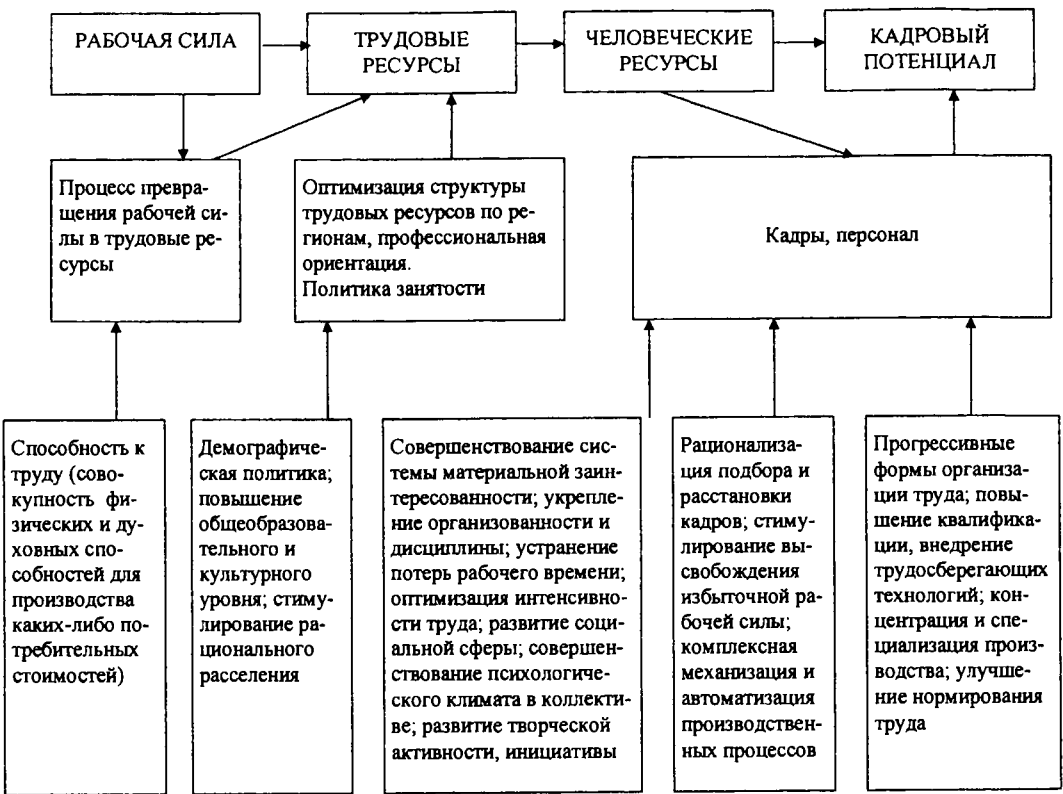 РАБОЧАЯ СИЛА
ТРУДОВЫЕ
РЕСУРСЫ
ЧЕЛОВЕЧЕСКИЕ
РЕСУРСЫ
КАДРОВЫЙ
ПОТЕНЦИАЛ
Процесс превра-
щения рабочей си-
лы в трудовые ре-
сурсы
Оптимизация структуры
трудовых ресурсов по ре-
гионам, профессиональная
ориентация.
Политика занятости
Кадры, персонал
Способность к
труду (сово-
купность фи-
зических и ду-
ховных спо-
собностей для
производства
каких-либо по-
требительных
стоимостей)
Демографиче-
ская политика;
повышение
общеобразова-
тельного и
культурного
уровня; стиму-
лирование ра-
ционального
расселения
Совершенствование сис-
темы материальной заин-
тересованности; укрепле-
ние организованности и
дисциплины; устранение
потерь рабочего времени;
оптимизация интенсивно-
сти труда; развитие соци-
альной сферы; совершен-
ствование психологиче-
ского климата в коллекти-
ве; развитие творческой
активности, инициативы
Рационализа-
ция подбора и
расстановки
кадров; стиму-
лирование вы-
свобождения
избыточной ра-
бочей силы;
комплексная
механизация и
автоматизация
производствен-
ных процессов
Прогрессивные
формы организа-
ции труда; повы-
шение квалифика-
ции, внедрение
трудосберегающих
технологий; кон-
центрация и спе-
циализация произ-
водства; улучше-
ние нормирования
труда